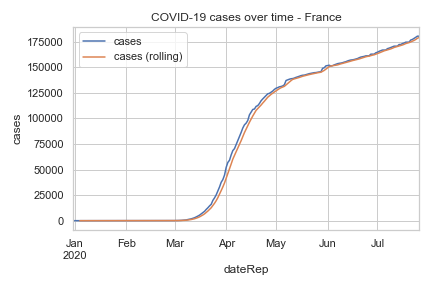 COVID-19 cases over time - France
cases
cases (rolling)
175000
150000
125000
100000
75000
50000
25000
0
cases
Jan Feb Mar Apr May Jun Jul
2020
dateRep